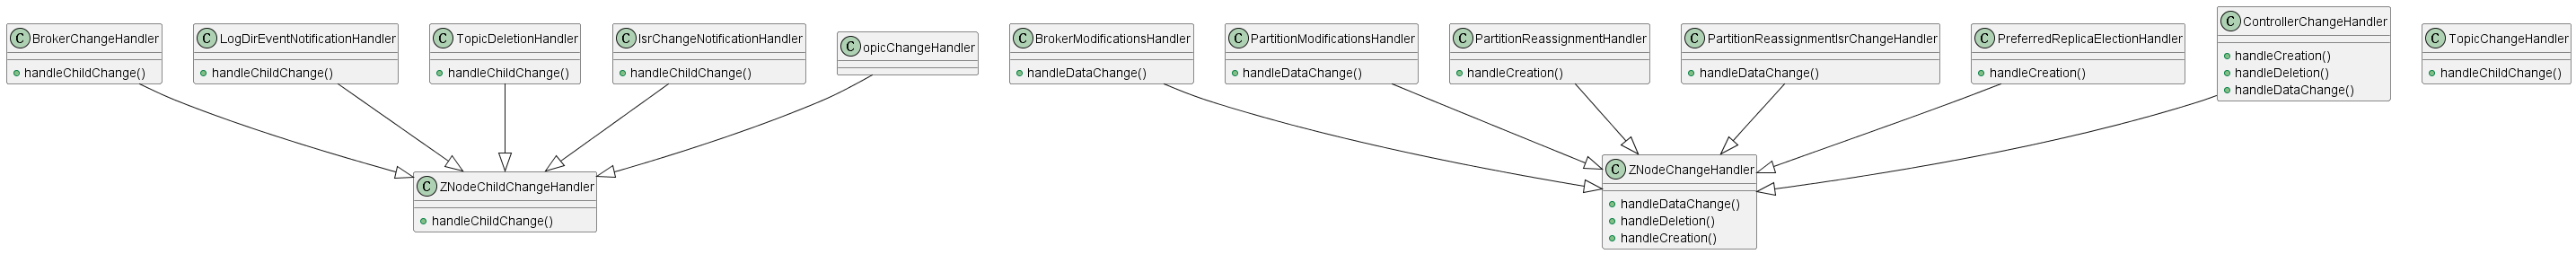 C BrokerChangeHandler
handleChildChange()
C LogDirEventNotificationHandler
handleChildChange()
C TopicDeletionHandler
handleChildChange()
C IsrChangeNotificationHandler
handleChildChange()
C opicChangeHandler
C BrokerModificationsHandler
handleDataChange()
C PartitionModificationsHandler
handleDataChange()
C PartitionReassignmentHandler
handleCreation()
C PartitionReassignmentIsrChangeHandler
handleDataChange()
C PreferredReplicaElectionHandler
handleCreation()
C ControllerChangeHandler
handleCreation()
handleDeletion()
handleDataChange()
C TopicChangeHandler
handleChildChange()
C ZNodeChildChangeHandler
handleChildChange()
C ZNodeChangeHandler
handleDataChange()
handleDeletion()
handleCreation()